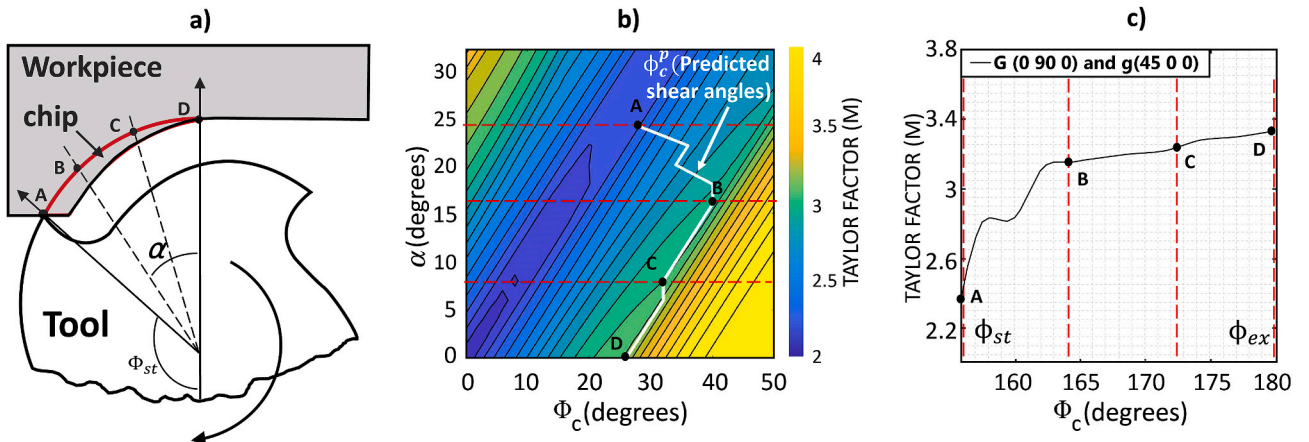 a)
Workpiece
chip
A
B
C
D
α
Tool
Φst
b)
ϕcᵖ(Predicted
shear angles)
A
B
C
D
α(degrees)
30
25
20
15
10
5
0
0
10
20
30
40
50
Φc(degrees)
4
3.5
3
2.5
2
TAYLOR FACTOR (M)
c)
G (0 90 0) and g(45 0 0)
A
B
C
D
ϕst
ϕex
TAYLOR FACTOR (M)
3.8
3.4
3
2.6
2.2
160
165
170
175
180
Φc(degrees)